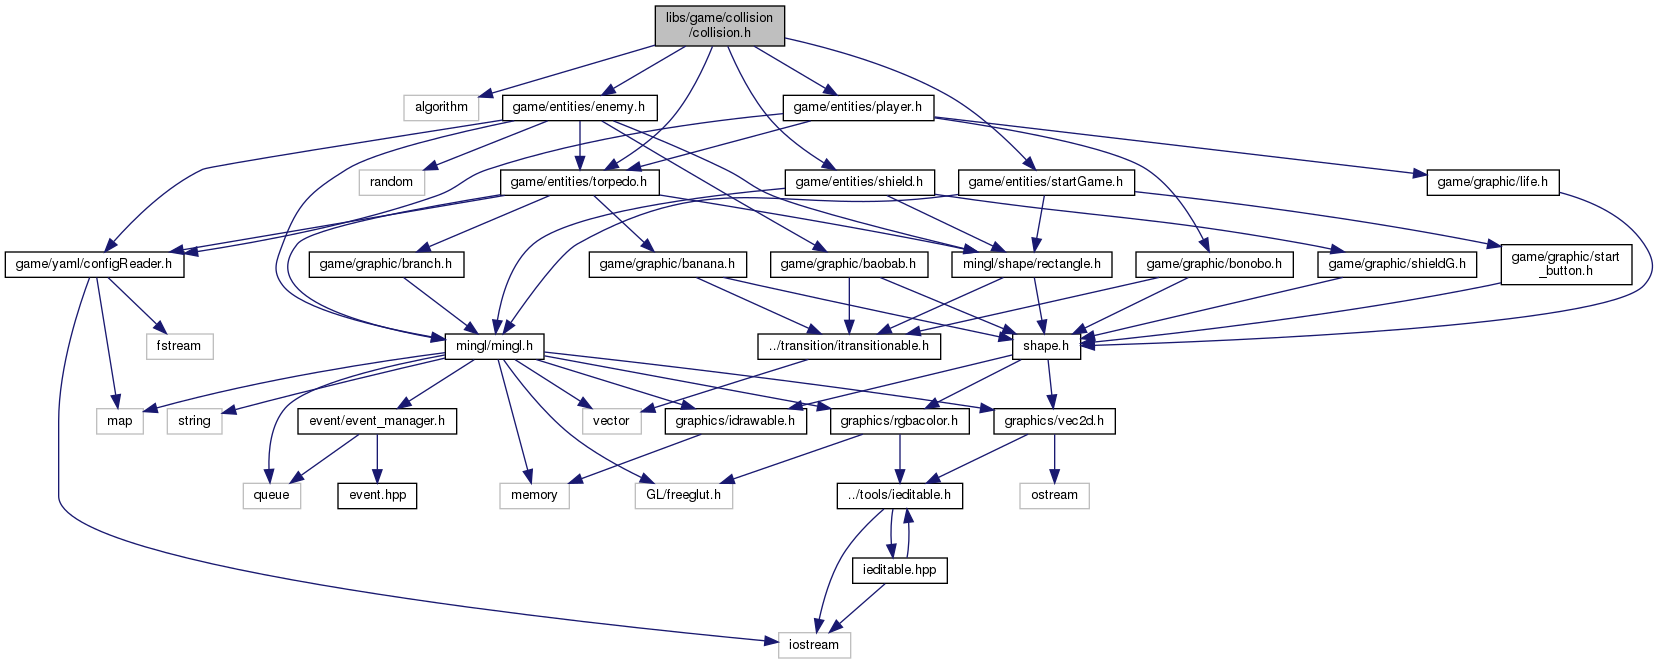 libs/game/collision
/collision.h
algorithm
game/entities/enemy.h
game/entities/player.h
random
game/entities/torpedo.h
game/entities/shield.h
game/entities/startGame.h
game/graphic/life.h
game/yaml/configReader.h
game/graphic/branch.h
game/graphic/banana.h
game/graphic/baobab.h
mingl/shape/rectangle.h
game/graphic/bonobo.h
game/graphic/shieldG.h
game/graphic/start
_button.h
fstream
mingl/mingl.h
../transition/itransitionable.h
shape.h
map
string
event/event_manager.h
vector
graphics/idrawable.h
graphics/rgbacolor.h
graphics/vec2d.h
queue
event.hpp
memory
GL/freeglut.h
../tools/ieditable.h
ostream
ieditable.hpp
iostream